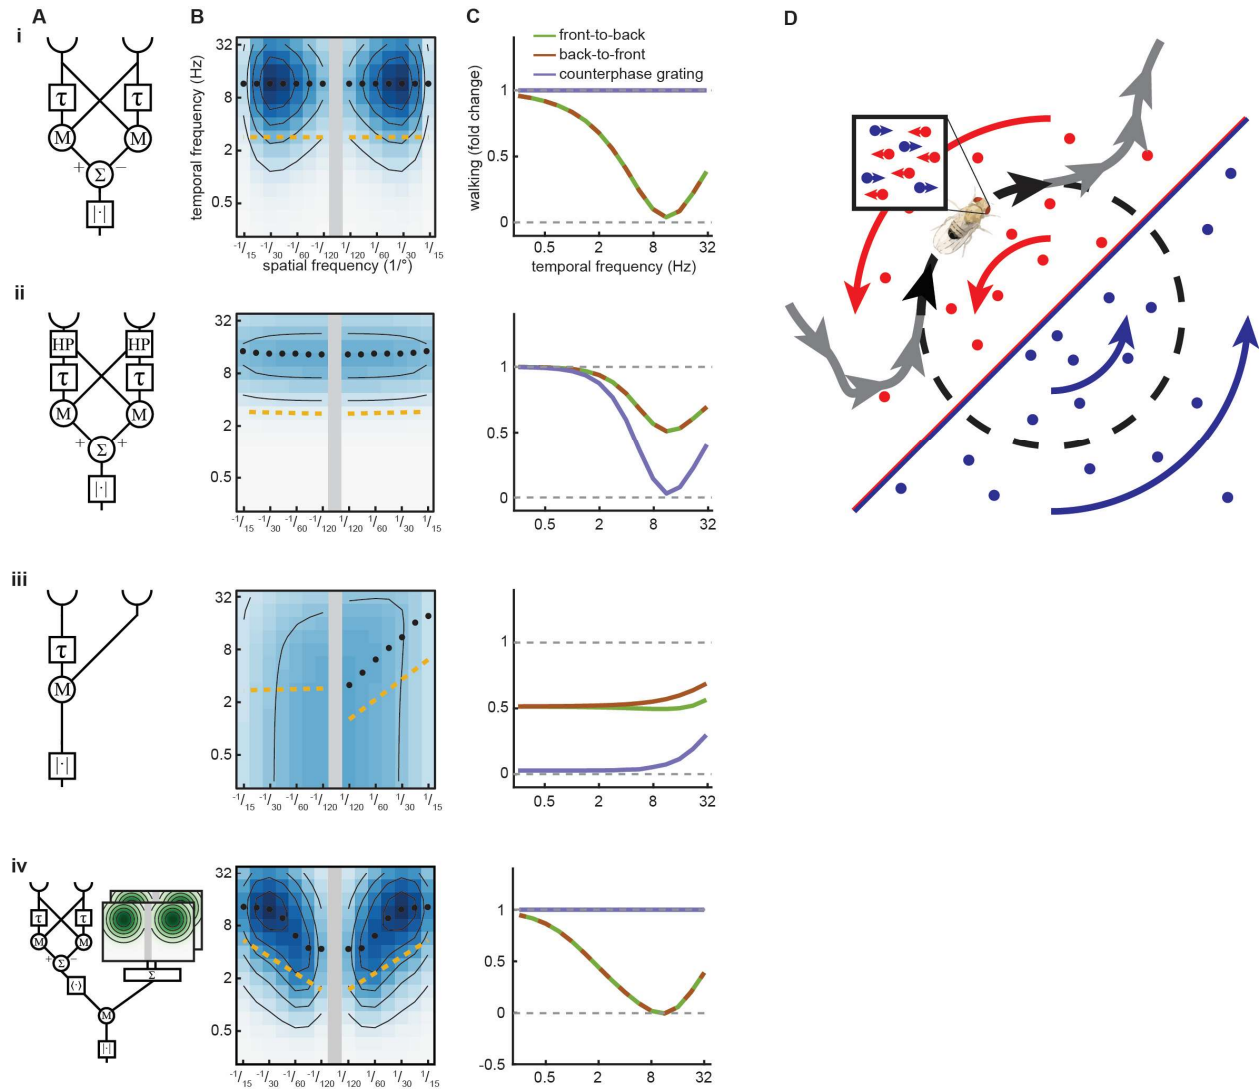 A
B
C
D
i
τ
τ
M
M
+
Σ
−
|·|
temporal frequency (Hz)
32
8
2
0.5
-1/15
-1/30
-1/60
-1/120
1/120
1/60
1/30
1/15
spatial frequency (1/°)
walking (fold change)
front-to-back
back-to-front
counterphase grating
1
0.5
0
0.5
2
8
32
temporal frequency (Hz)
ii
HP
HP
τ
τ
M
M
+
Σ
+
|·|
32
8
2
0.5
-1/15
-1/30
-1/60
-1/120
1/120
1/60
1/30
1/15
1
0.5
0
0.5
2
8
32
iii
τ
M
|·|
32
8
2
0.5
-1/15
-1/30
-1/60
-1/120
1/120
1/60
1/30
1/15
1
0.5
0
0.5
2
8
32
iv
τ
τ
M
M
+
Σ
−
⟨·⟩
Σ
M
|·|
32
8
2
0.5
-1/15
-1/30
-1/60
-1/120
1/120
1/60
1/30
1/15
1
0.5
0
-0.5
0.5
2
8
32